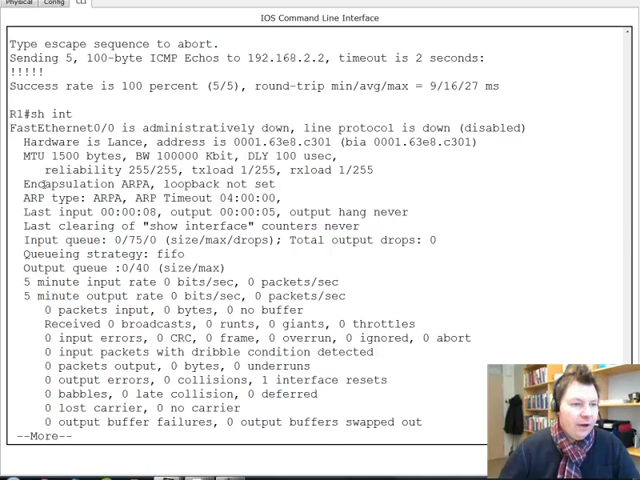 Physical Config CLI
IOS Command Line Interface
Type escape sequence to abort.
Sending 5, 100-byte ICMP Echos to 192.168.2.2, timeout is 2 seconds:
!!!!!
Success rate is 100 percent (5/5), round-trip min/avg/max = 9/16/27 ms
R1#sh int
FastEthernet0/0 is administratively down, line protocol is down (disabled)
Hardware is Lance, address is 0001.63e8.c301 (bia 0001.63e8.c301)
MTU 1500 bytes, BW 100000 Kbit, DLY 100 usec,
reliability 255/255, txload 1/255, rxload 1/255
Encapsulation ARPA, loopback not set
ARP type: ARPA, ARP Timeout 04:00:00,
Last input 00:00:08, output 00:00:05, output hang never
Last clearing of "show interface" counters never
Input queue: 0/75/0 (size/max/drops); Total output drops: 0
Queueing strategy: fifo
Output queue :0/40 (size/max)
5 minute input rate 0 bits/sec, 0 packets/sec
5 minute output rate 0 bits/sec, 0 packets/sec
0 packets input, 0 bytes, 0 no buffer
Received 0 broadcasts, 0 runts, 0 giants, 0 throttles
0 input errors, 0 CRC, 0 frame, 0 overrun, 0 ignored, 0 abort
0 input packets with dribble condition detected
0 packets output, 0 bytes, 0 underruns
0 output errors, 0 collisions, 1 interface resets
0 babbles, 0 late collision, 0 deferred
0 lost carrier, 0 no carrier
0 output buffer failures, 0 output buffers swapped out
--More--